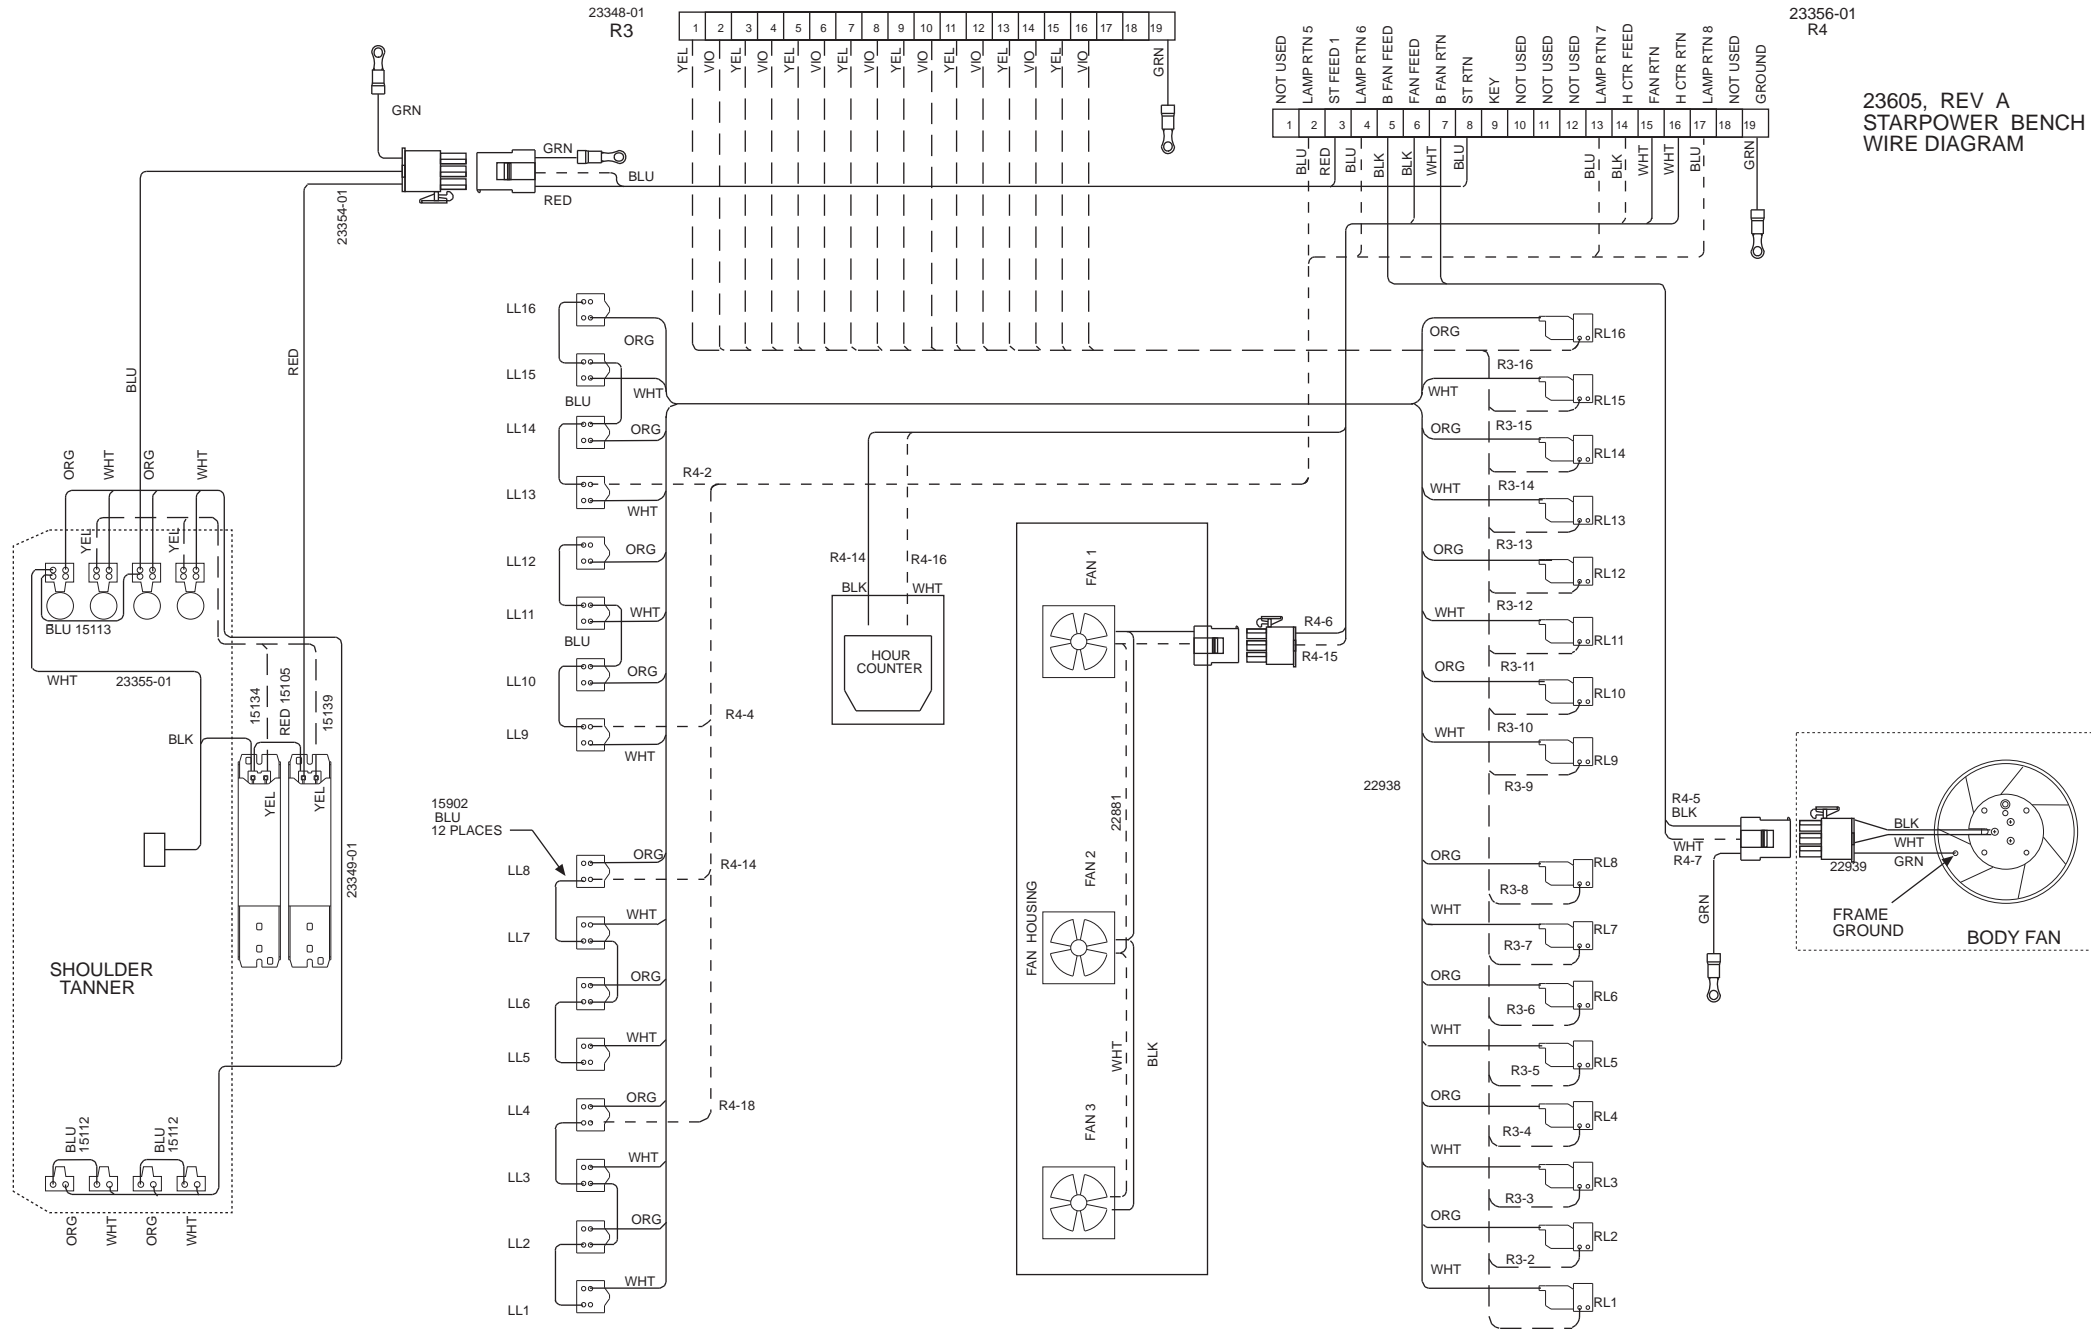 23348-01
R3
1 2 3 4 5 6 7 8 9 10 11 12 13 14 15 16 17 18 19
YEL VIO YEL VIO YEL VIO YEL VIO YEL VIO YEL VIO YEL VIO YEL VIO GRN
23356-01
R4
NOT USED
LAMP RTN 5
ST FEED 1
LAMP RTN 6
B FAN FEED
FAN FEED
B FAN RTN
ST RTN
KEY
NOT USED
NOT USED
NOT USED
LAMP RTN 7
H CTR FEED
FAN RTN
H CTR RTN
LAMP RTN 8
NOT USED
GROUND
1 2 3 4 5 6 7 8 9 10 11 12 13 14 15 16 17 18 19
BLU RED BLU BLK BLK WHT BLU BLU BLK WHT WHT BLU GRN
23605, REV A
STARPOWER BENCH
WIRE DIAGRAM
GRN
GRN
BLU
RED
23354-01
BLU
RED
ORG WHT ORG WHT
YEL YEL
BLU 15113
WHT
23355-01
15134
RED 15105
15139
BLK
YEL
YEL
23349-01
SHOULDER
TANNER
BLU
15112
BLU
15112
ORG WHT ORG WHT
LL16
ORG
LL15
WHT
BLU
LL14
ORG
LL13
WHT
R4-2
LL12
ORG
LL11
WHT
BLU
LL10
ORG
LL9
WHT
R4-4
15902
BLU
12 PLACES
LL8
ORG
R4-14
LL7
WHT
LL6
ORG
LL5
WHT
LL4
ORG
R4-18
LL3
WHT
LL2
ORG
LL1
WHT
R4-14
R4-16
BLK
WHT
HOUR
COUNTER
FAN 1
FAN 2
FAN 3
FAN HOUSING
22881
WHT
BLK
R4-6
R4-15
22938
ORG
RL16
R3-16
WHT
RL15
R3-15
ORG
RL14
R3-14
WHT
RL13
R3-13
ORG
RL12
R3-12
WHT
RL11
R3-11
ORG
RL10
R3-10
WHT
RL9
R3-9
ORG
RL8
R3-8
WHT
RL7
R3-7
ORG
RL6
R3-6
WHT
RL5
R3-5
ORG
RL4
R3-4
WHT
RL3
R3-3
ORG
RL2
R3-2
WHT
RL1
R4-5
BLK
WHT
R4-7
GRN
22939
BLK
WHT
GRN
FRAME
GROUND
BODY FAN